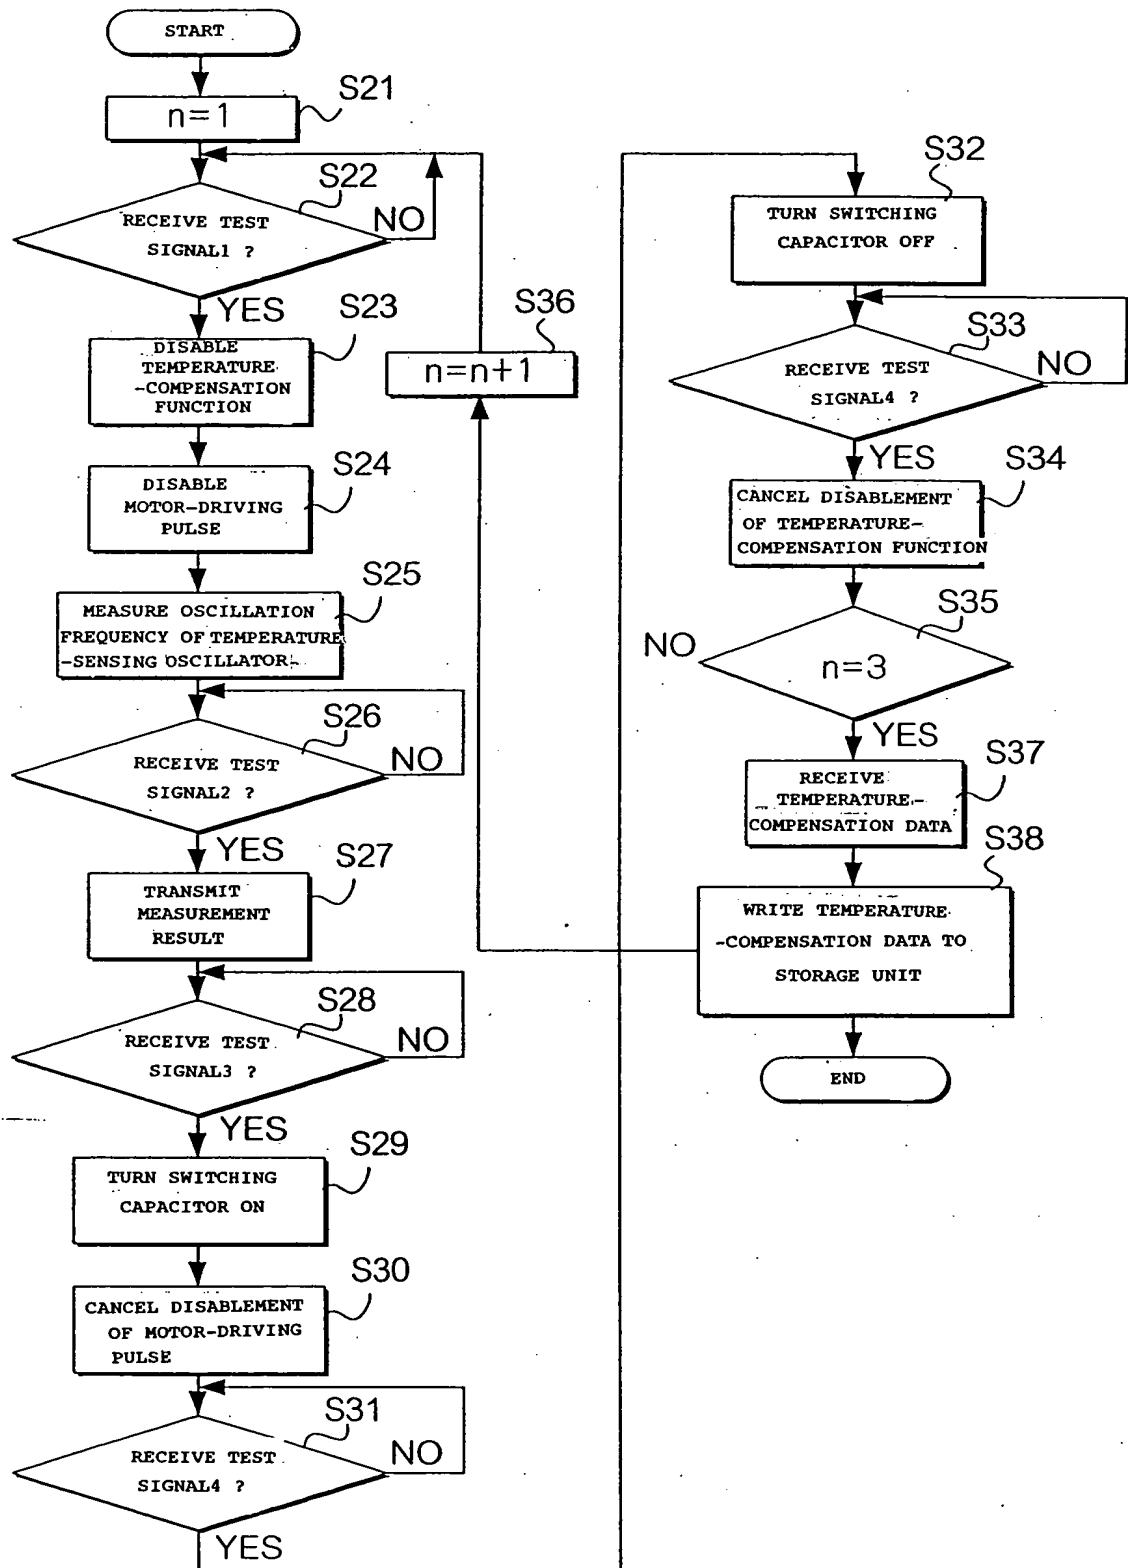 START
S21
n=1
S22
RECEIVE TEST
SIGNAL1 ?
NO
YES
S23
DISABLE
TEMPERATURE
-COMPENSATION
FUNCTION
S24
DISABLE
MOTOR-DRIVING
PULSE
S25
MEASURE OSCILLATION
FREQUENCY OF TEMPERATURE
-SENSING OSCILLATOR
S26
RECEIVE TEST
SIGNAL2 ?
NO
YES
S27
TRANSMIT
MEASUREMENT
RESULT
S28
RECEIVE TEST
SIGNAL3 ?
NO
YES
S29
TURN SWITCHING
CAPACITOR ON
S30
CANCEL DISABLEMENT
OF MOTOR-DRIVING
PULSE
S31
RECEIVE TEST
SIGNAL4 ?
NO
YES
S36
n=n+1
S32
TURN SWITCHING
CAPACITOR OFF
S33
RECEIVE TEST
SIGNAL4 ?
NO
YES
S34
CANCEL DISABLEMENT
OF TEMPERATURE-
COMPENSATION FUNCTION
S35
NO
n=3
YES
S37
RECEIVE
TEMPERATURE-
COMPENSATION DATA
S38
WRITE TEMPERATURE
-COMPENSATION DATA TO
STORAGE UNIT
END